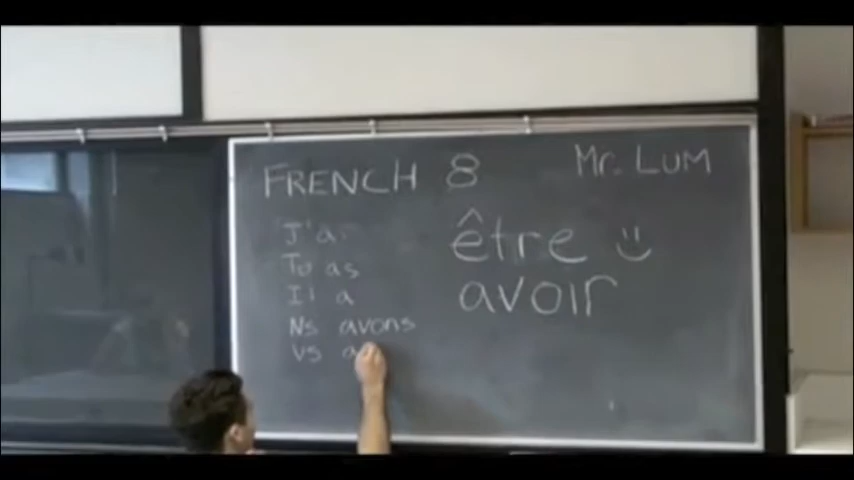 FRENCH 8
Mr. LUM
J'ai
Tu as
Il a
Ns avons
vs
être
avoir